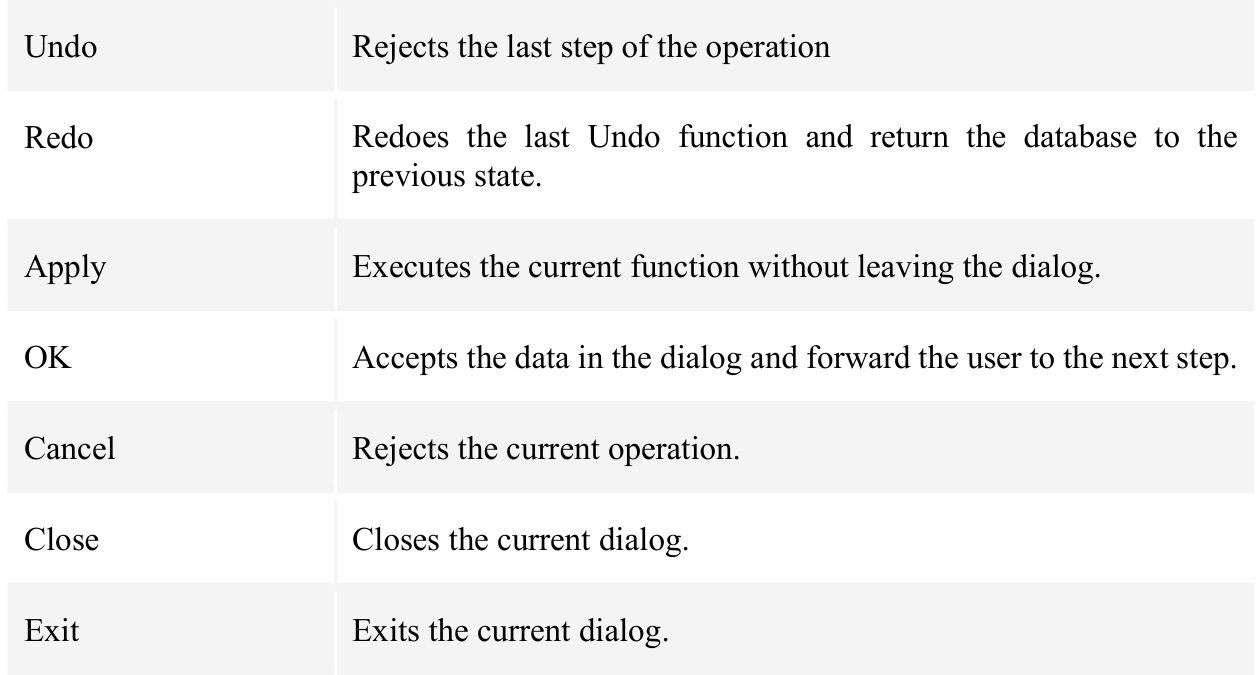 Undo Rejects the last step of the operation
Redo Redoes the last Undo function and return the database to the
previous state.
Apply Executes the current function without leaving the dialog.
OK Accepts the data in the dialog and forward the user to the next step.
Cancel Rejects the current operation.
Close Closes the current dialog.
Exit Exits the current dialog.